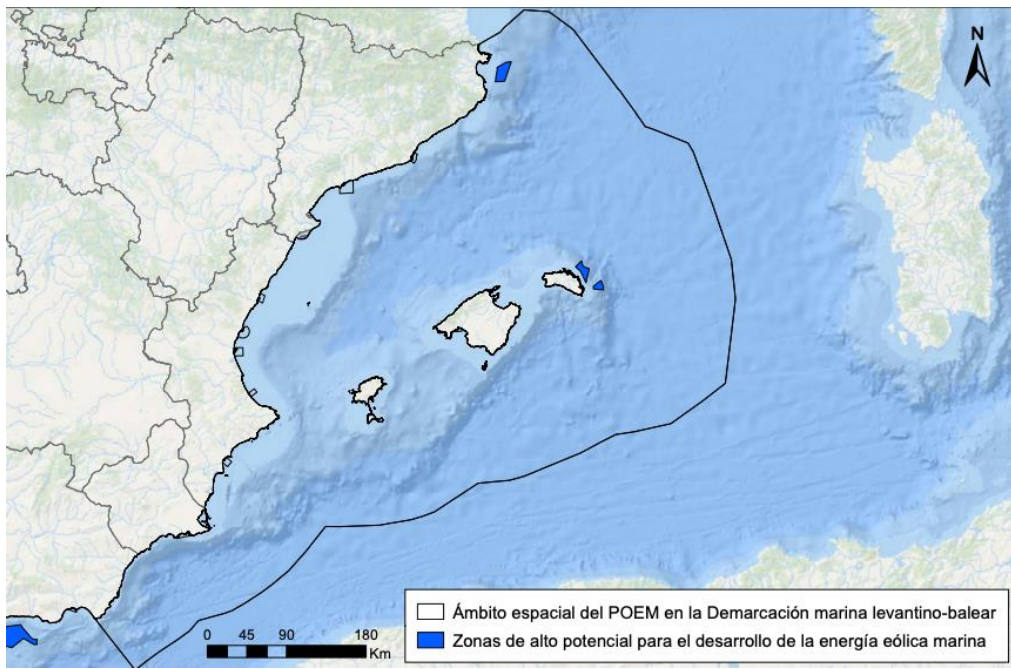 N
0 45 90 180
Km
Ámbito espacial del POEM en la Demarcación marina levantino-balear
Zonas de alto potencial para el desarrollo de la energía eólica marina